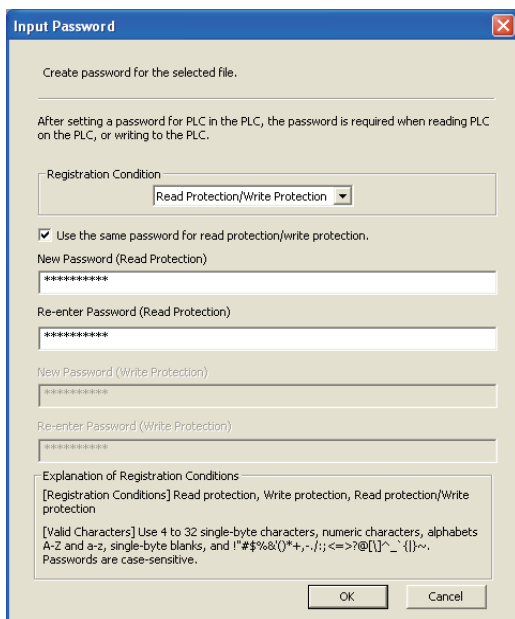 Input Password
Create password for the selected file.
After setting a password for PLC in the PLC, the password is required when reading PLC
on the PLC, or writing to the PLC.
Registration Condition
Read Protection/Write Protection
Use the same password for read protection/write protection.
New Password (Read Protection)
**********
Re-enter Password (Read Protection)
**********
New Password (Write Protection)
**********
Re-enter Password (Write Protection)
**********
Explanation of Registration Conditions
[Registration Conditions] Read protection, Write protection, Read protection/Write
protection
[Valid Characters] Use 4 to 32 single-byte characters, numeric characters, alphabets
A-Z and a-z, single-byte blanks, and !"#$%&'()*+,-./:;<=>?@[\]^_`{|}~.
Passwords are case-sensitive.
OK
Cancel